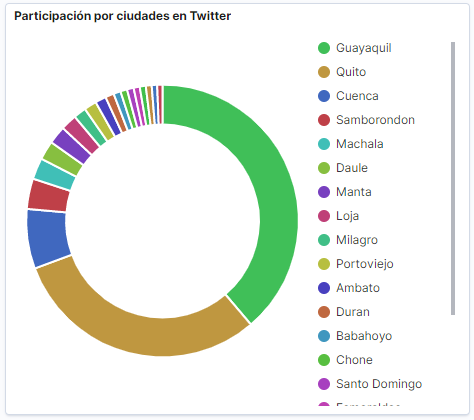 Participación por ciudades en Twitter
Guayaquil
Quito
Cuenca
Samborondon
Machala
Daule
Manta
Loja
Milagro
Portoviejo
Ambato
Duran
Babahoyo
Chone
Santo Domingo